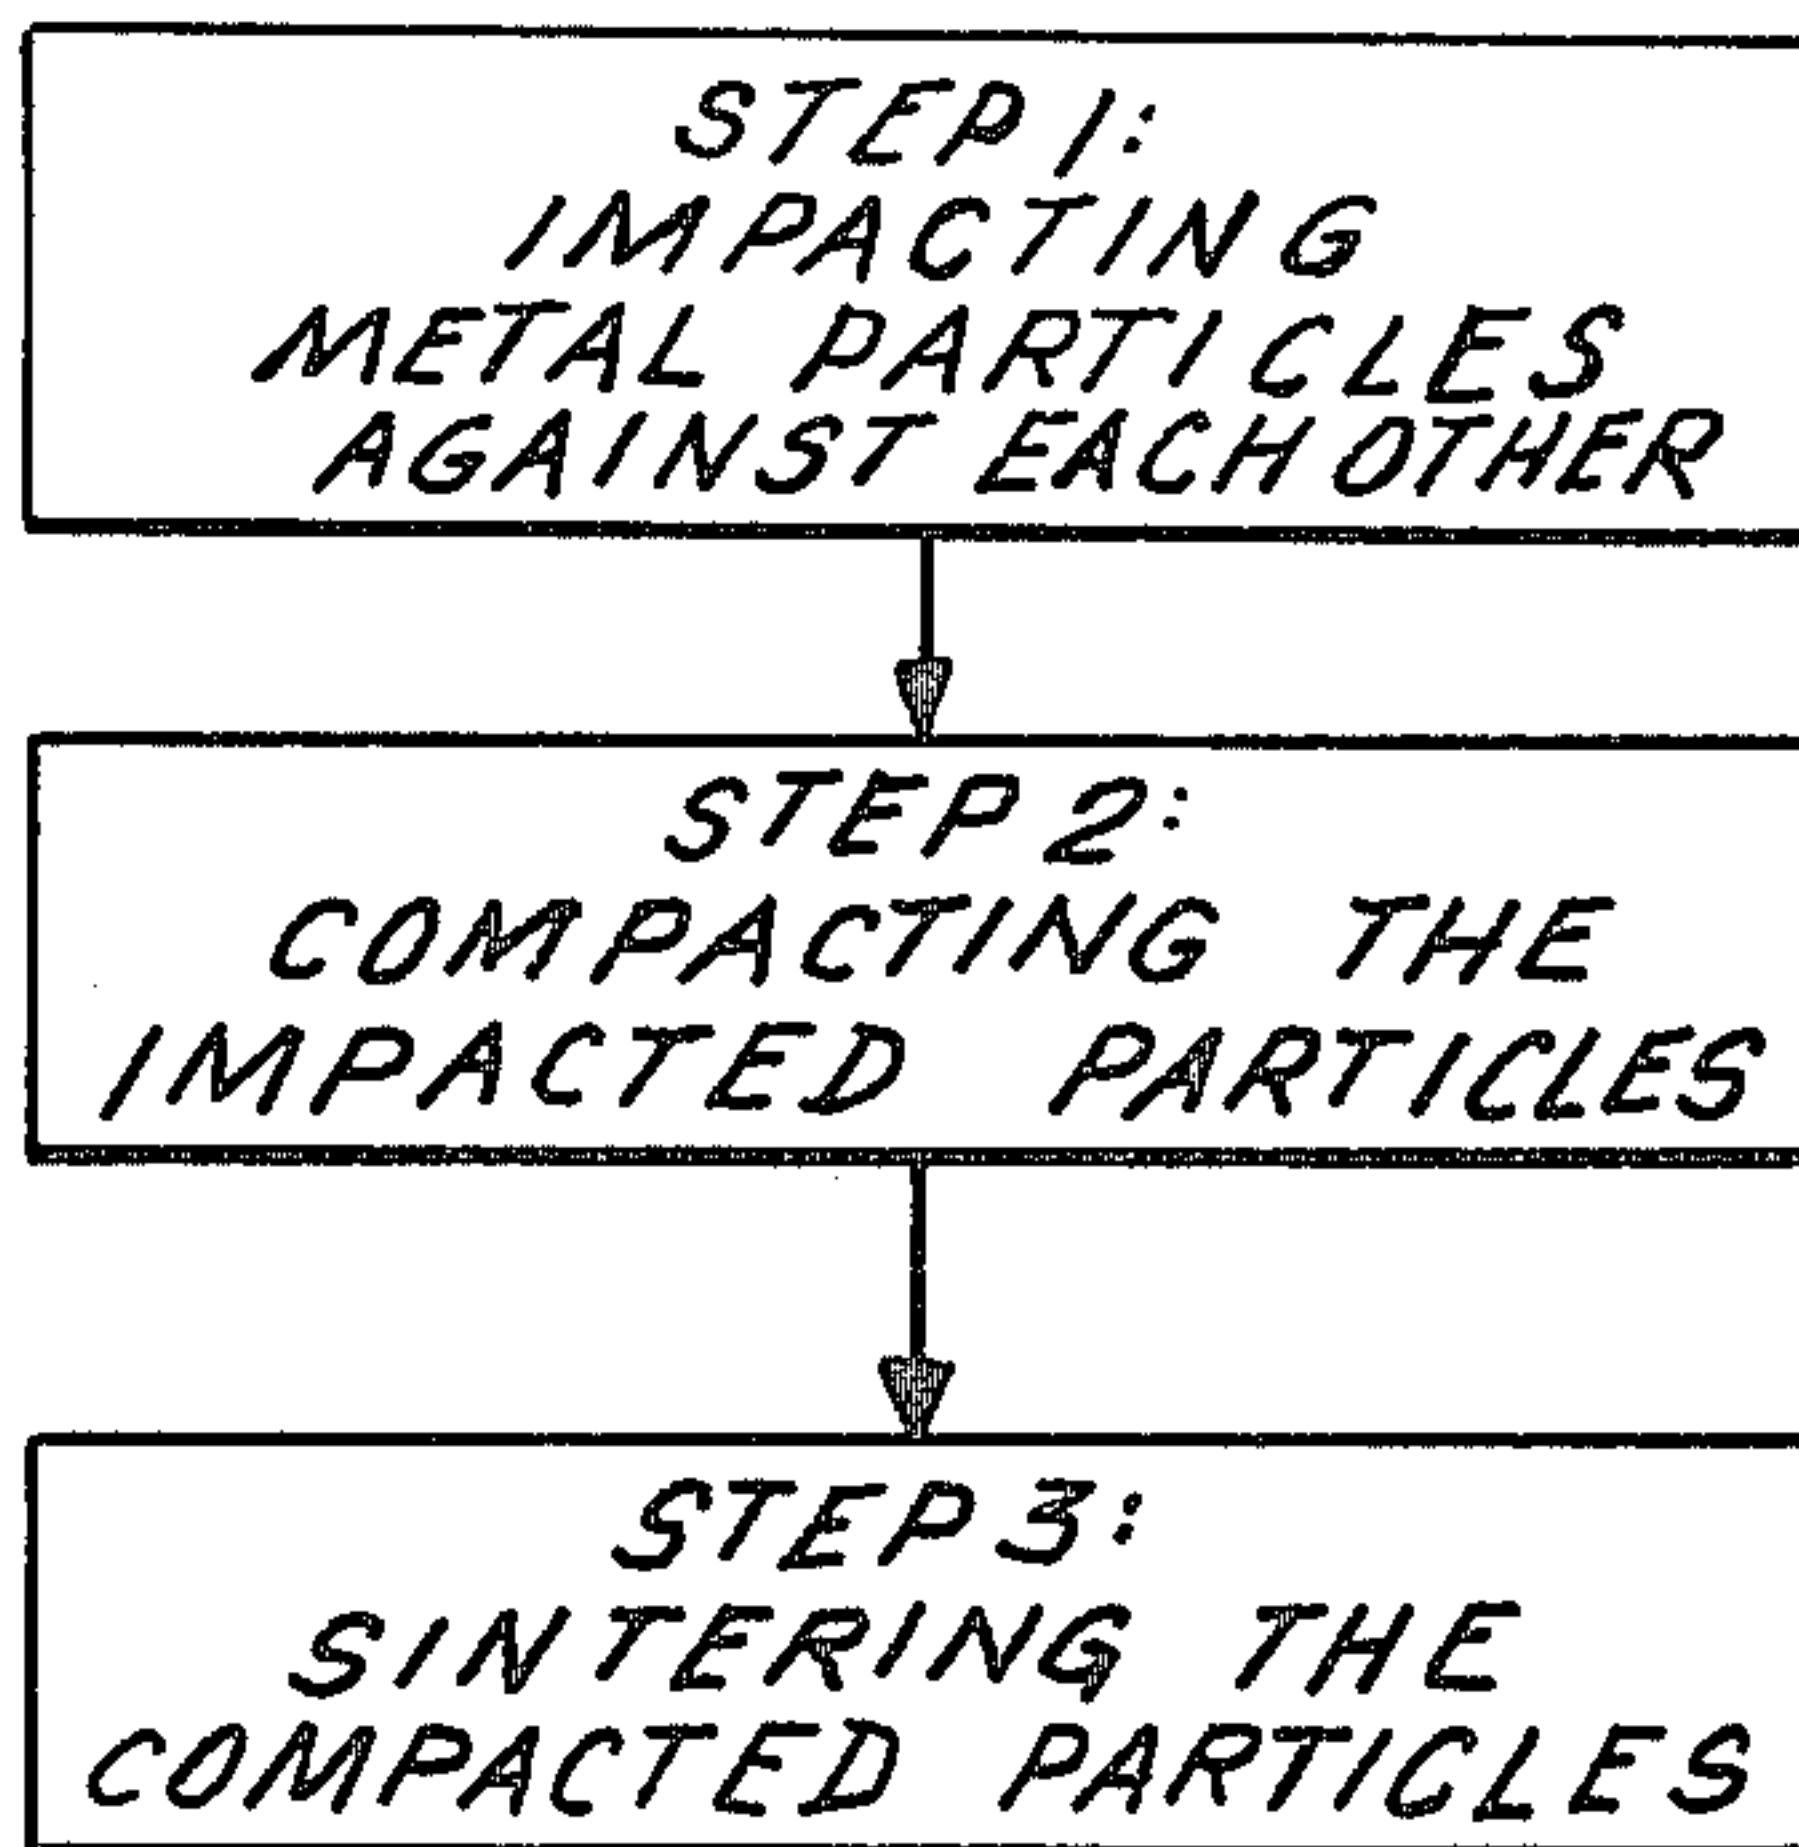 STEP 1:
IMPACTING
METAL PARTICLES
AGAINST EACH OTHER
STEP 2:
COMPACTING THE
IMPACTED PARTICLES
STEP 3:
SINTERING THE
COMPACTED PARTICLES